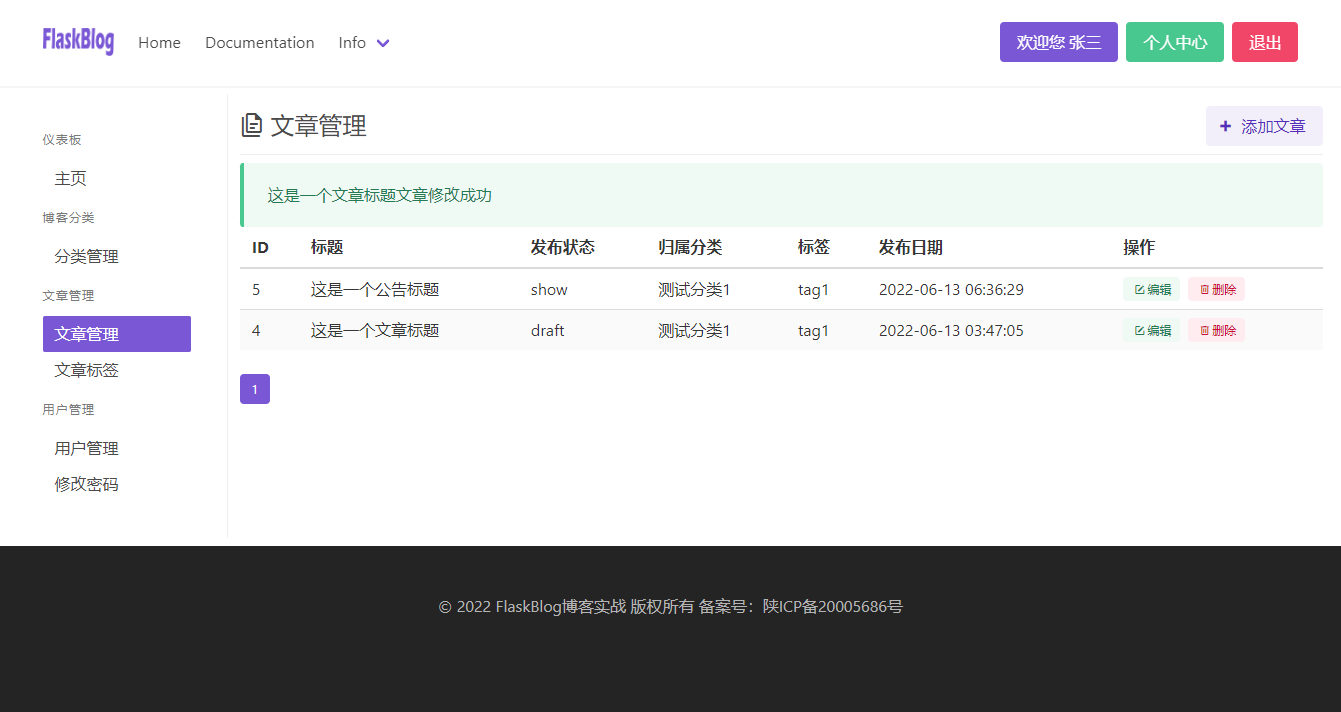 FlaskBlog Home Documentation Info 欢迎您 张三 个人中心 退出
仪表板
主页
博客分类
分类管理
文章管理
文章管理
文章标签
用户管理
用户管理
修改密码
文章管理 + 添加文章
这是一个文章标题文章修改成功
ID 标题 发布状态 归属分类 标签 发布日期 操作
5 这是一个公告标题 show 测试分类1 tag1 2022-06-13 06:36:29 编辑 删除
4 这是一个文章标题 draft 测试分类1 tag1 2022-06-13 03:47:05 编辑 删除
1
© 2022 FlaskBlog博客实战 版权所有 备案号：陕ICP备20005686号